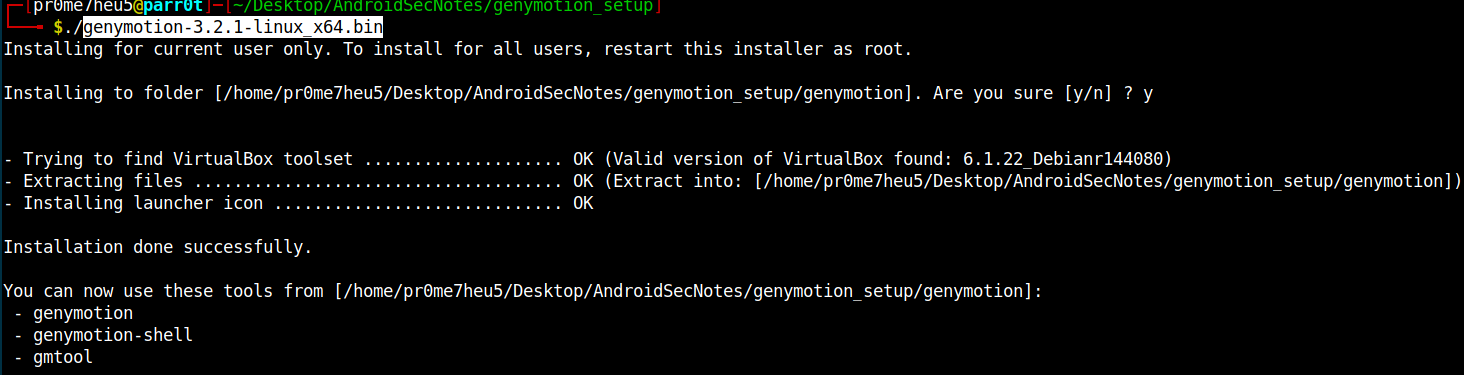 ┌─[pr0me7heu5@parr0t]─[~/Desktop/AndroidSecNotes/genymotion_setup]
└──╼ $./genymotion-3.2.1-linux_x64.bin
Installing for current user only. To install for all users, restart this installer as root.
Installing to folder [/home/pr0me7heu5/Desktop/AndroidSecNotes/genymotion_setup/genymotion]. Are you sure [y/n] ? y
- Trying to find VirtualBox toolset .................... OK (Valid version of VirtualBox found: 6.1.22_Debianr144080)
- Extracting files ..................................... OK (Extract into: [/home/pr0me7heu5/Desktop/AndroidSecNotes/genymotion_setup/genymotion])
- Installing launcher icon ............................. OK
Installation done successfully.
You can now use these tools from [/home/pr0me7heu5/Desktop/AndroidSecNotes/genymotion_setup/genymotion]:
- genymotion
- genymotion-shell
- gmtool